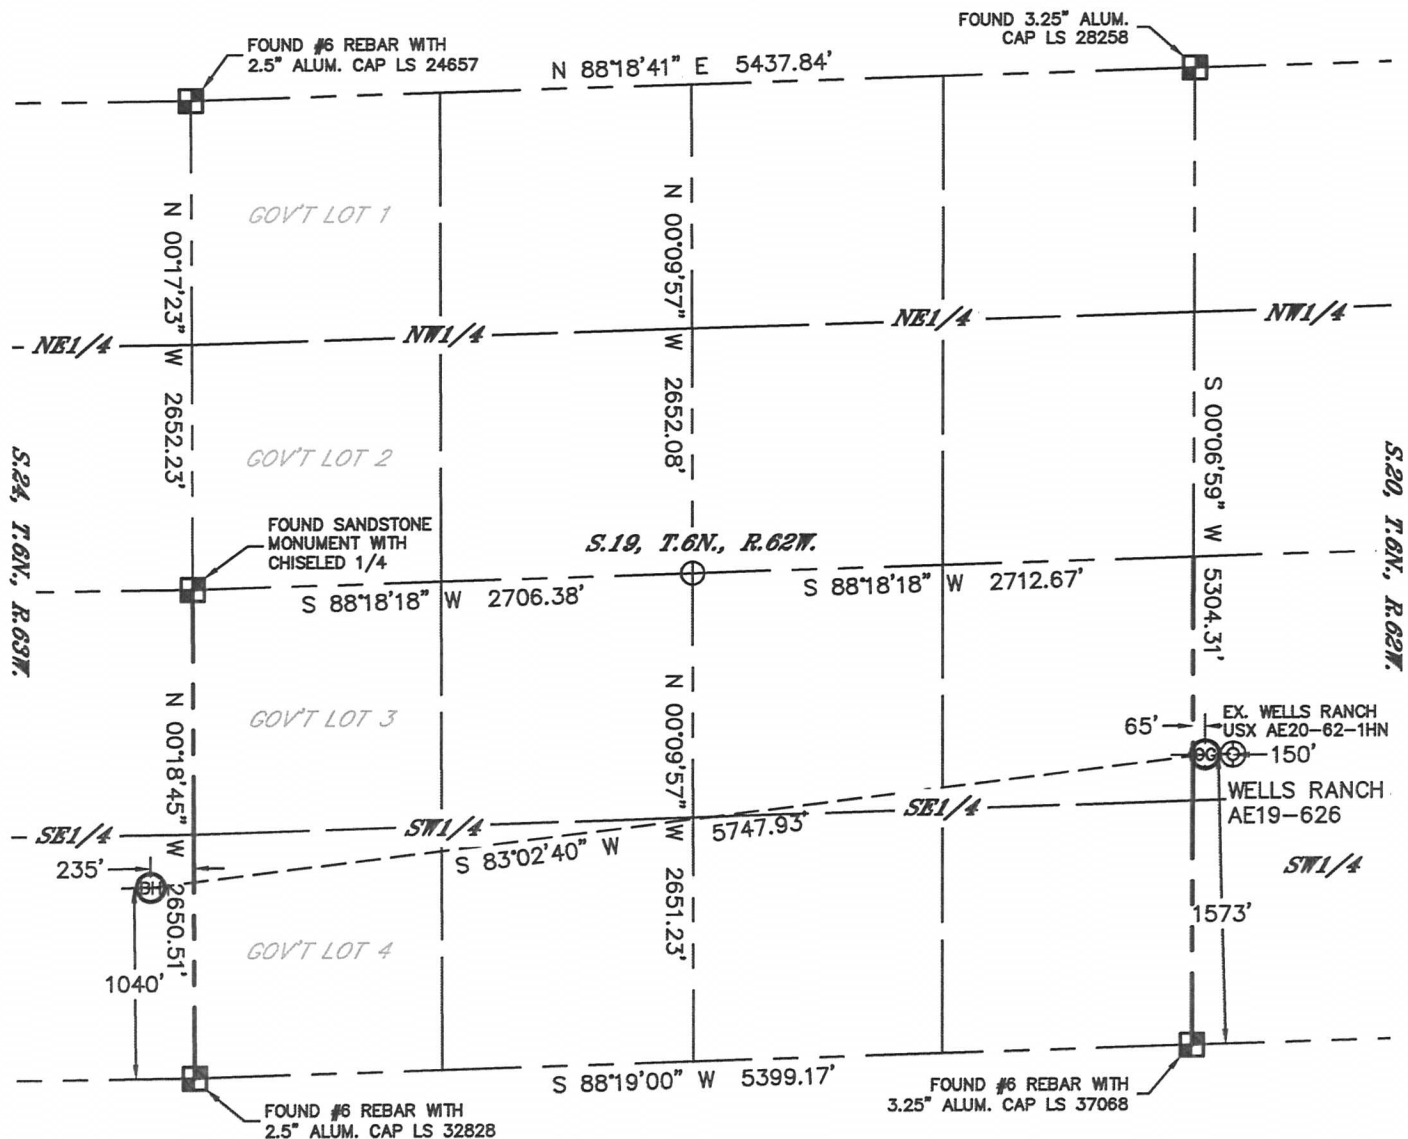 FOUND #6 REBAR WITH
2.5" ALUM. CAP LS 24657
N 88°18'41" E 5437.84'
FOUND 3.25" ALUM.
CAP LS 28258
GOV'T LOT 1
N 00°17'23" W 2652.23'
N 00°09'57" W 2652.08'
NE1/4
NW1/4
NE1/4
NW1/4
S 00°06'59" W 5304.31'
GOV'T LOT 2
S.24, T.6N., R.63W.
S.20, T.6N., R.62W.
FOUND SANDSTONE
MONUMENT WITH
CHISELED 1/4
S.19, T.6N., R.62W.
S 88°18'18" W 2706.38'
S 88°18'18" W 2712.67'
GOV'T LOT 3
N 00°18'45" W 2650.51'
N 00°09'57" W 2651.23'
65'
EX. WELLS RANCH
USX AE20-62-1HN
OG
150'
WELLS RANCH
AE19-626
SE1/4
SW1/4
5747.93'
SE1/4
S 83°02'40" W
SW1/4
235'
BH
1573'
GOV'T LOT 4
1040'
S 88°19'00" W 5399.17'
FOUND #6 REBAR WITH
3.25" ALUM. CAP LS 37068
FOUND #6 REBAR WITH
2.5" ALUM. CAP LS 32828